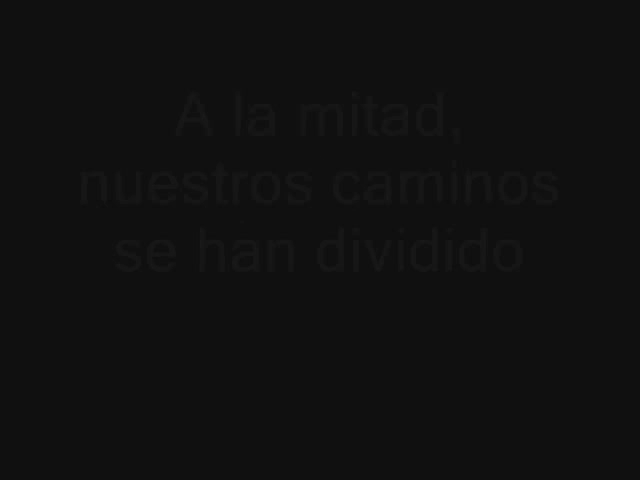 A la mitad,
nuestros caminos
se han dividido